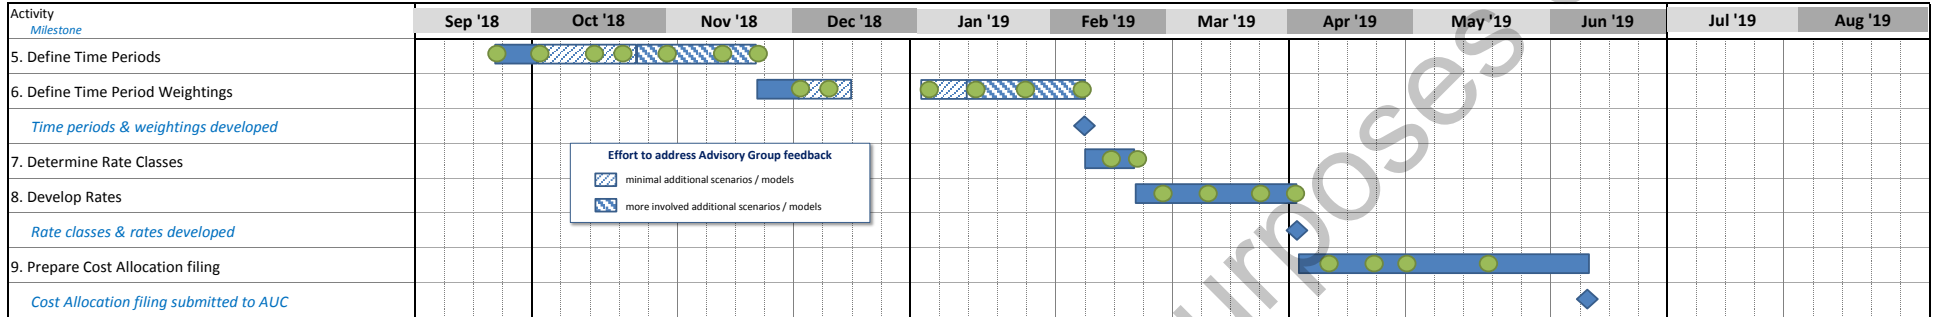 Activity
Milestone
Sep '18 Oct '18 Nov '18 Dec '18 Jan '19 Feb '19 Mar '19 Apr '19 May '19 Jun '19 Jul '19 Aug '19
5. Define Time Periods
6. Define Time Period Weightings
Time periods & weightings developed
7. Determine Rate Classes
8. Develop Rates
Rate classes & rates developed
9. Prepare Cost Allocation filing
Cost Allocation filing submitted to AUC
Effort to address Advisory Group feedback
minimal additional scenarios / models
more involved additional scenarios / models
urposes